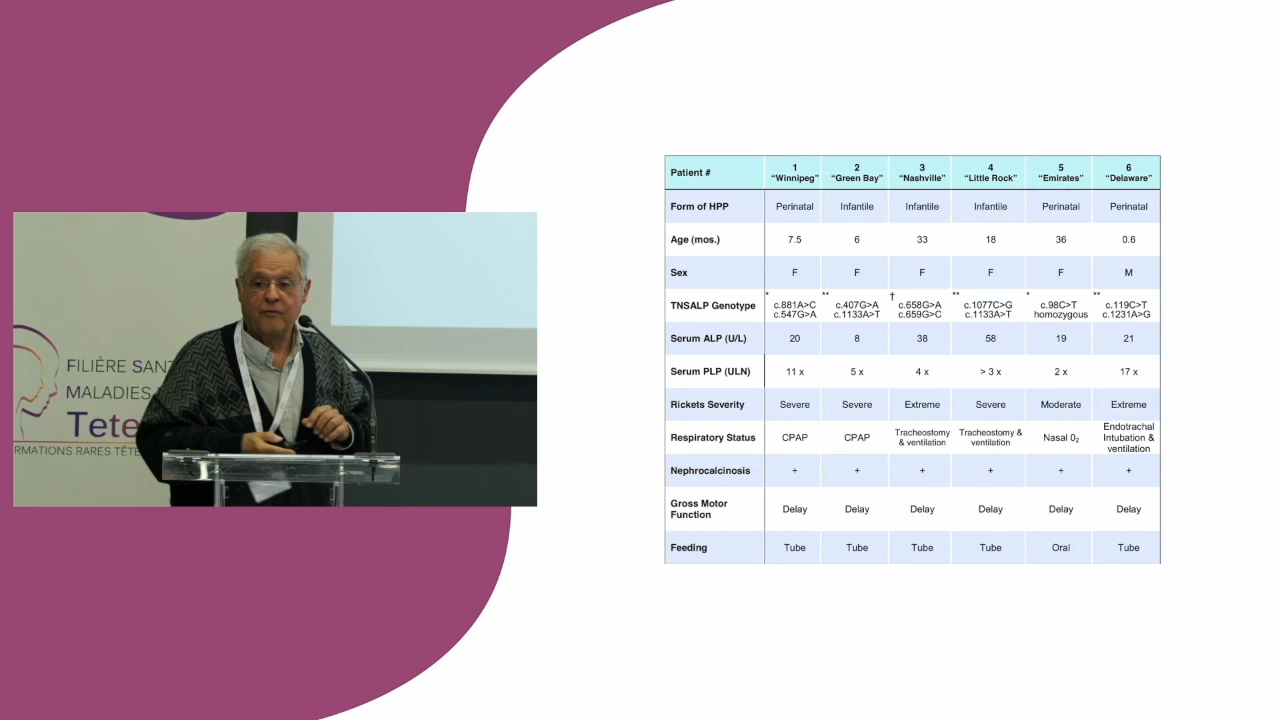 FILIÈRE SANT
MALADIES
Tete
RMATIONS RARES TÊTE
Patient # 1 2 3 4 5 6
“Winnipeg” “Green Bay” “Nashville” “Little Rock” “Emirates” “Delaware”
Form of HPP Perinatal Infantile Infantile Infantile Perinatal Perinatal
Age (mos.) 7.5 6 33 18 36 0.6
Sex F F F F F M
* ** † ** * **
TNSALP Genotype c.881A>C c.407G>A c.658G>A c.1077C>G c.98C>T c.119C>T
c.547G>A c.1133A>T c.659G>C c.1133A>T homozygous c.1231A>G
Serum ALP (U/L) 20 8 38 58 19 21
Serum PLP (ULN) 11 x 5 x 4 x > 3 x 2 x 17 x
Rickets Severity Severe Severe Extreme Severe Moderate Extreme
Respiratory Status CPAP CPAP Tracheostomy & ventilation Tracheostomy & ventilation Nasal 0₂ Endotrachal Intubation & ventilation
Nephrocalcinosis + + + + + +
Gross Motor Function Delay Delay Delay Delay Delay Delay
Feeding Tube Tube Tube Tube Oral Tube